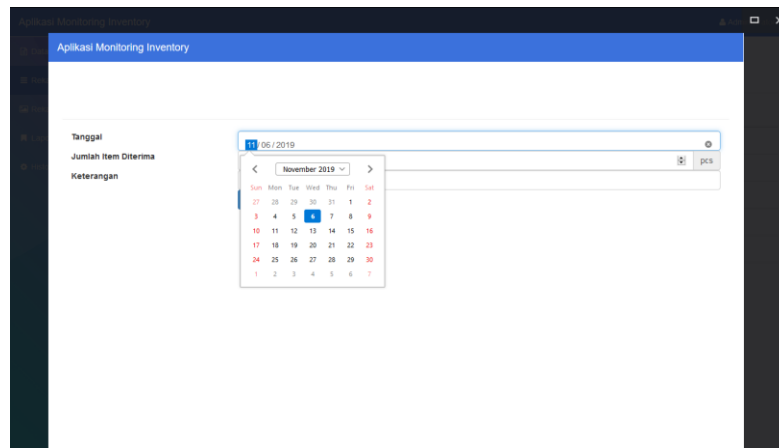 Aplikasi Monitoring Inventory
Aplikasi Monitoring Inventory
Tanggal
11 / 06 / 2019
Jumlah Item Diterima
pcs
Keterangan
November 2019
Sun Mon Tue Wed Thu Fri Sat
27 28 29 30 31 1 2
3 4 5 6 7 8 9
10 11 12 13 14 15 16
17 18 19 20 21 22 23
24 25 26 27 28 29 30
1 2 3 4 5 6 7